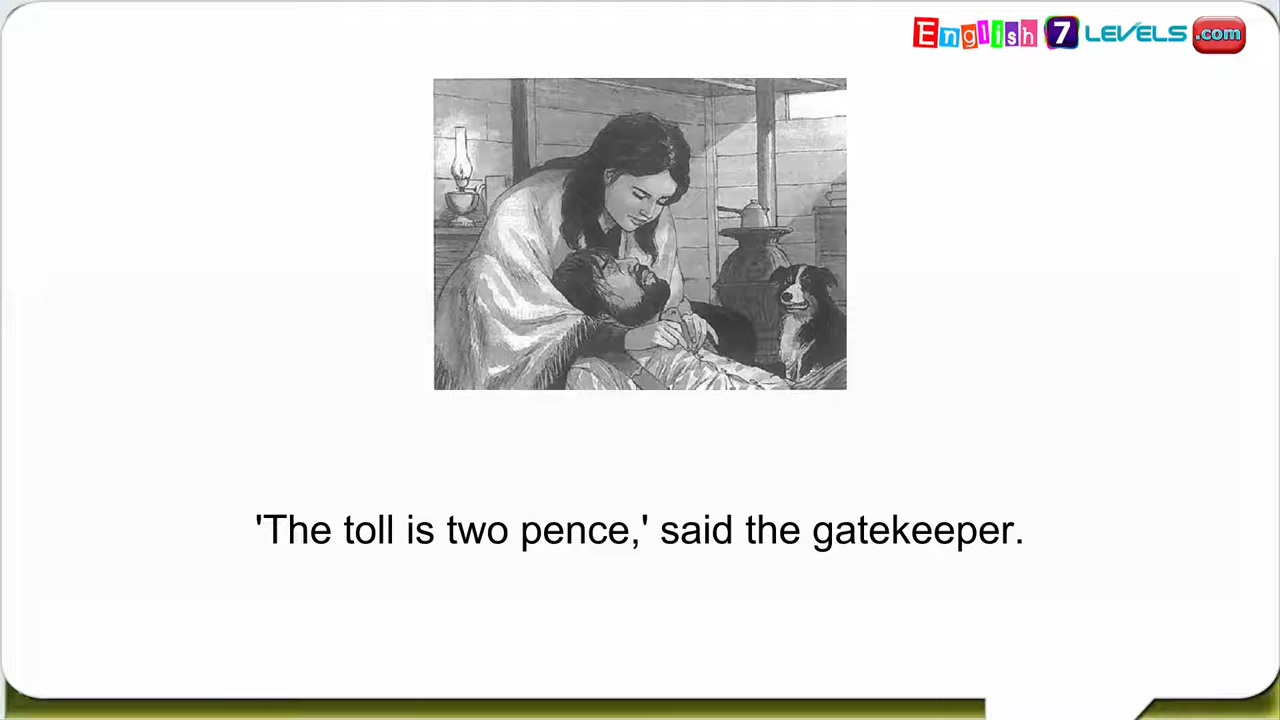 English 7 LEVELS .com
'The toll is two pence,' said the gatekeeper.